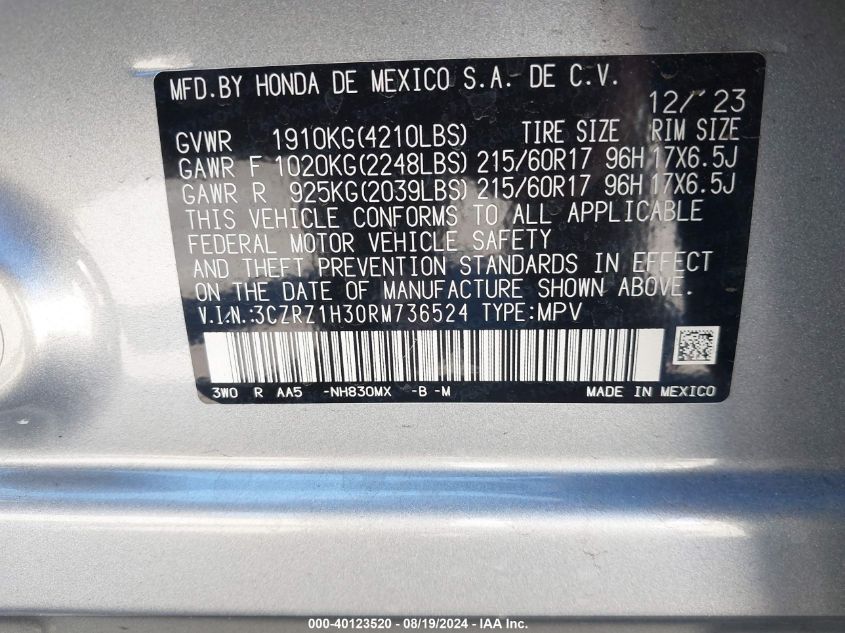 MFD.BY HONDA DE MEXICO S.A. DE C.V.
12/'23
GVWR 1910KG(4210LBS) TIRE SIZE RIM SIZE
GAWR F 1020KG(2248LBS) 215/60R17 96H 17X6.5J
GAWR R 925KG(2039LBS) 215/60R17 96H 17X6.5J
THIS VEHICLE CONFORMS TO ALL APPLICABLE
FEDERAL MOTOR VEHICLE SAFETY
AND THEFT PREVENTION STANDARDS IN EFFECT
ON THE DATE OF MANUFACTURE SHOWN ABOVE.
V.I.N.:3CZRZ1H30RM736524 TYPE:MPV
3W0 R AA5 -NH830MX -B -M MADE IN MEXICO
000-40123520 - 08/19/2024 - IAA Inc.